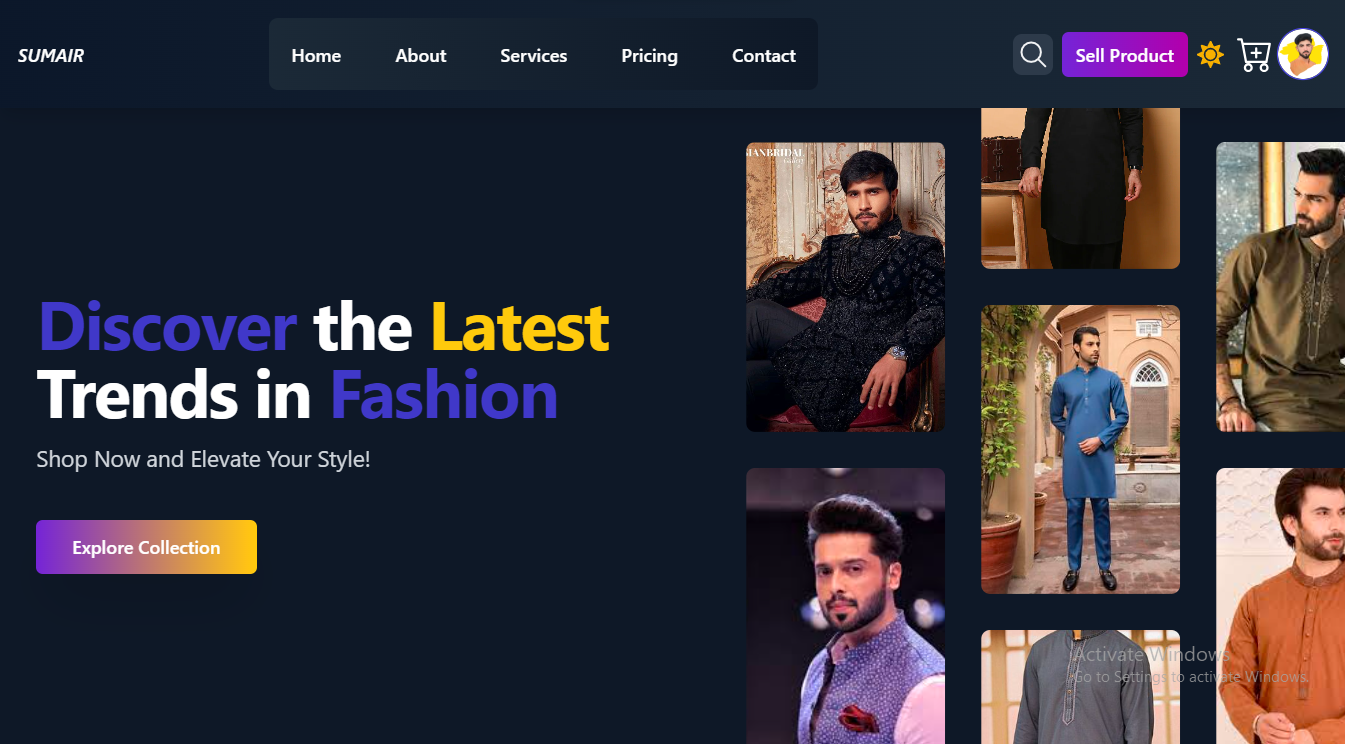 SUMAIR
Home
About
Services
Pricing
Contact
Sell Product
Discover the Latest
Trends in Fashion
Shop Now and Elevate Your Style!
Explore Collection
Activate Windows
Go to Settings to activate Windows.